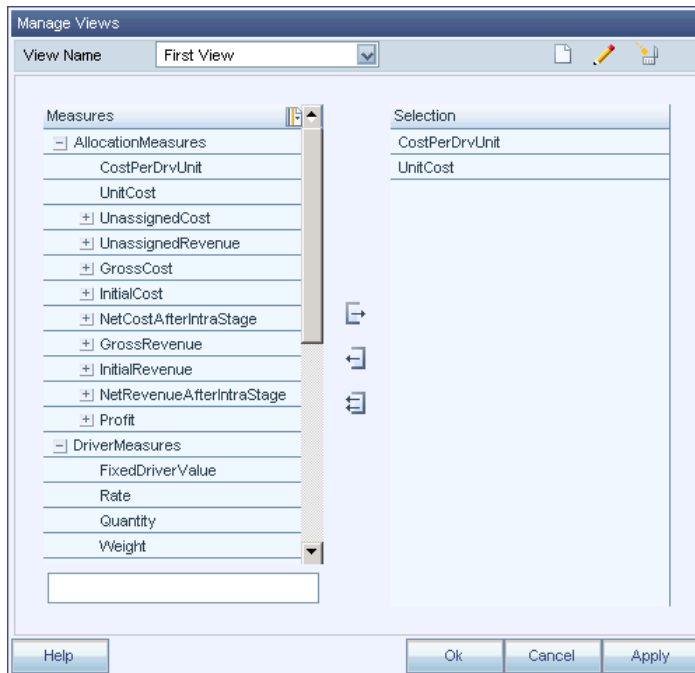 Manage Views
View Name First View
Measures
AllocationMeasures
CostPerDrvUnit
UnitCost
UnassignedCost
UnassignedRevenue
GrossCost
InitialCost
NetCostAfterIntraStage
GrossRevenue
InitialRevenue
NetRevenueAfterIntraStage
Profit
DriverMeasures
FixedDriverValue
Rate
Quantity
Weight
Selection
CostPerDrvUnit
UnitCost
Help Ok Cancel Apply